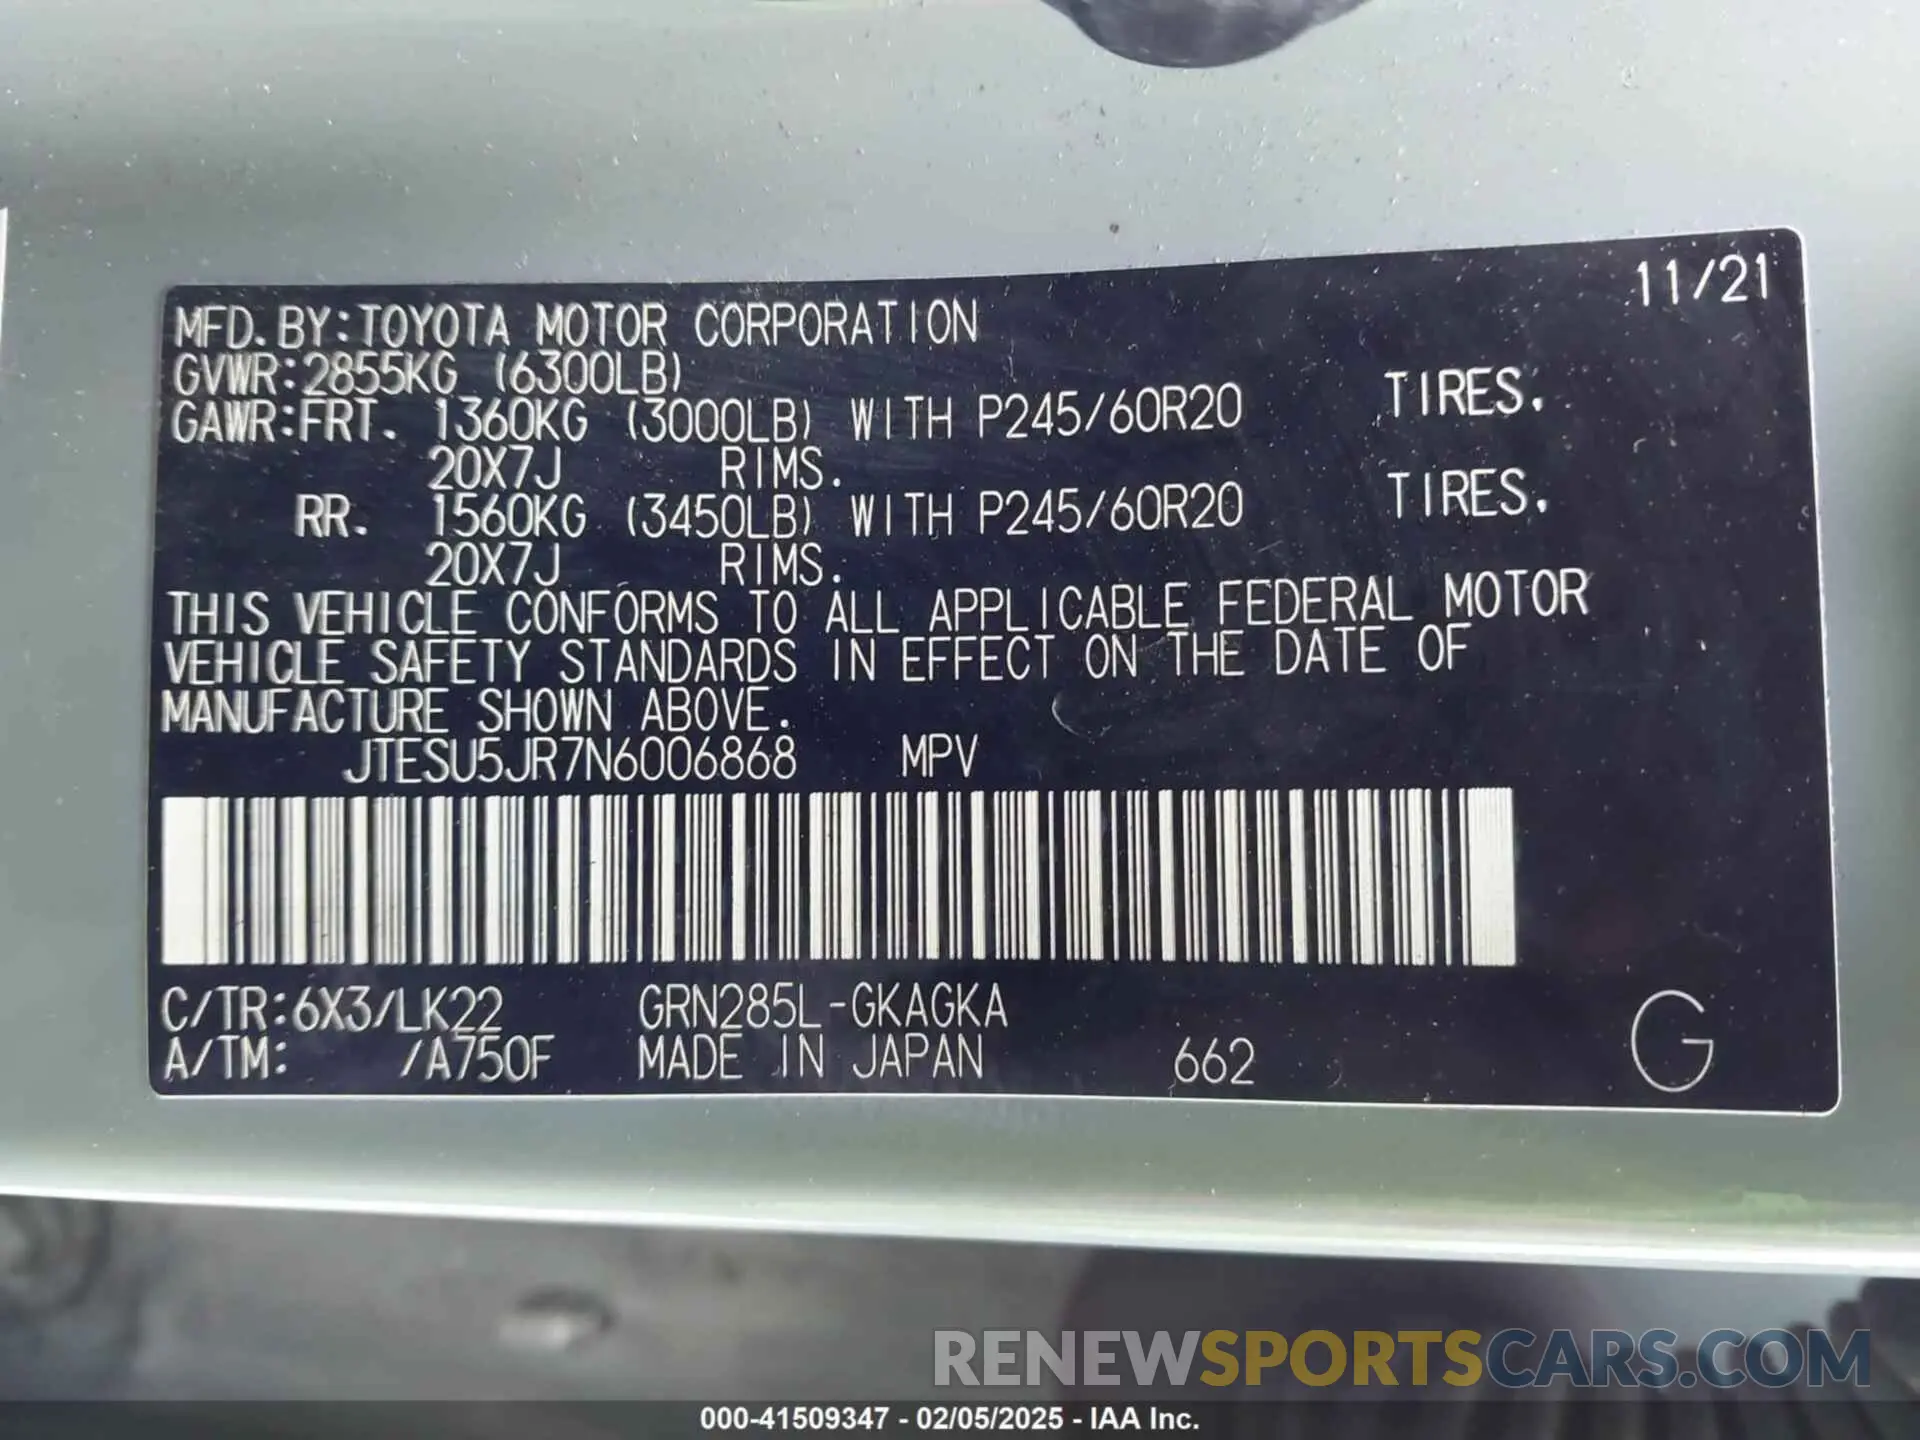 11/21
MFD. BY:TOYOTA MOTOR CORPORATION
GVWR:2855KG (6300LB)
GAWR:FRT. 1360KG (3000LB) WITH P245/60R20 TIRES.
20X7J RIMS.
RR. 1560KG (3450LB) WITH P245/60R20 TIRES.
20X7J RIMS.
THIS VEHICLE CONFORMS TO ALL APPLICABLE FEDERAL MOTOR
VEHICLE SAFETY STANDARDS IN EFFECT ON THE DATE OF
MANUFACTURE SHOWN ABOVE.
JTESU5JR7N6006868 MPV
C/TR:6X3/LK22 GRN285L-GKAGKA
A/TM: /A750F MADE IN JAPAN 662 G
RENEWSPORTSCARS.COM
000-41509347 - 02/05/2025 - IAA Inc.